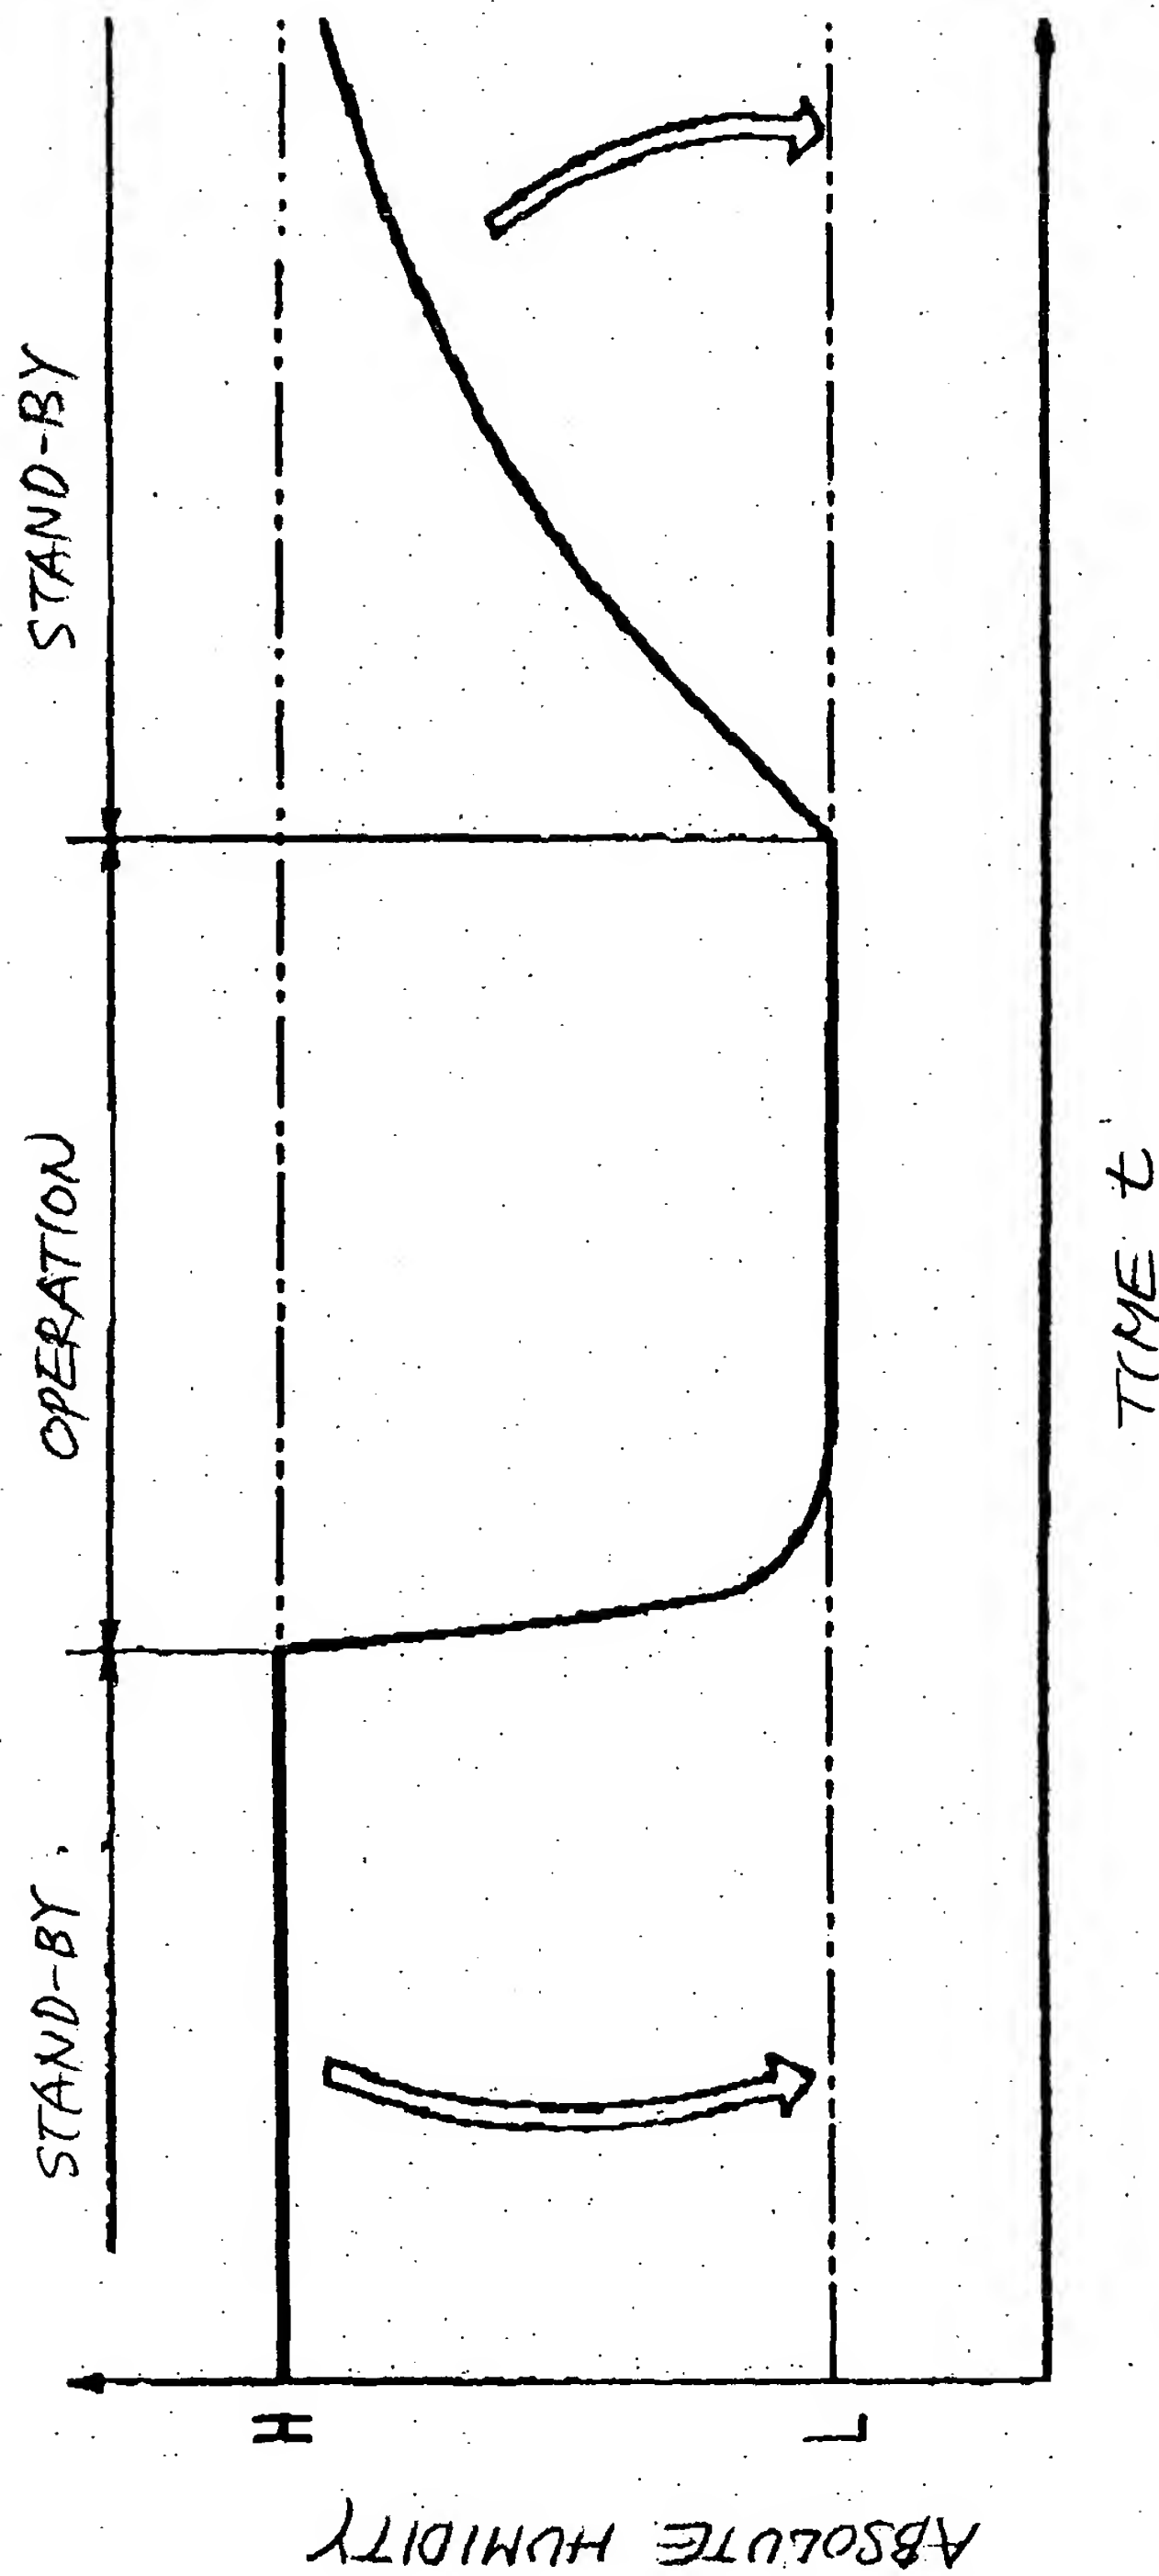 STAND-BY
OPERATION
STAND-BY
H
L
ABSOLUTE HUMIDITY
TIME t